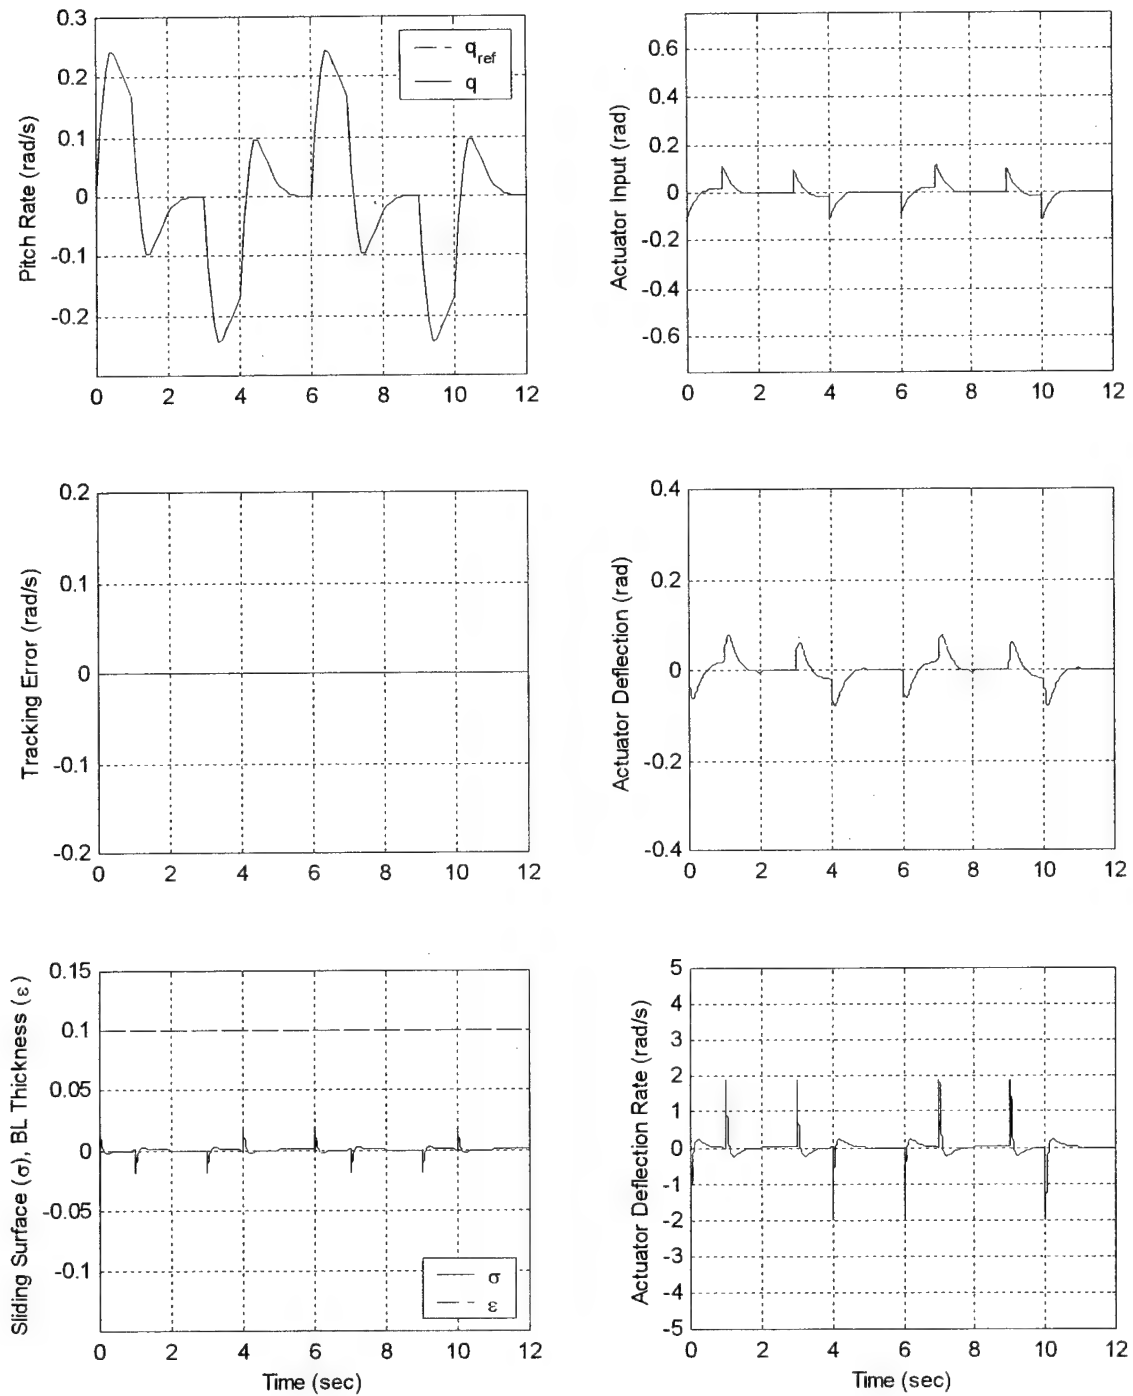 0.3
0.2
0.1
0
-0.1
-0.2
Pitch Rate (rad/s)
q_ref
q
0 2 4 6 8 10 12
0.6
0.4
0.2
0
-0.2
-0.4
-0.6
Actuator Input (rad)
0 2 4 6 8 10 12
0.2
0.1
0
-0.1
-0.2
Tracking Error (rad/s)
0 2 4 6 8 10 12
0.4
0.2
0
-0.2
-0.4
Actuator Deflection (rad)
0 2 4 6 8 10 12
0.15
0.1
0.05
0
-0.05
-0.1
Sliding Surface (σ), BL Thickness (ε)
σ
ε
0 2 4 6 8 10 12
Time (sec)
5
4
3
2
1
0
-1
-2
-3
-4
-5
Actuator Deflection Rate (rad/s)
0 2 4 6 8 10 12
Time (sec)